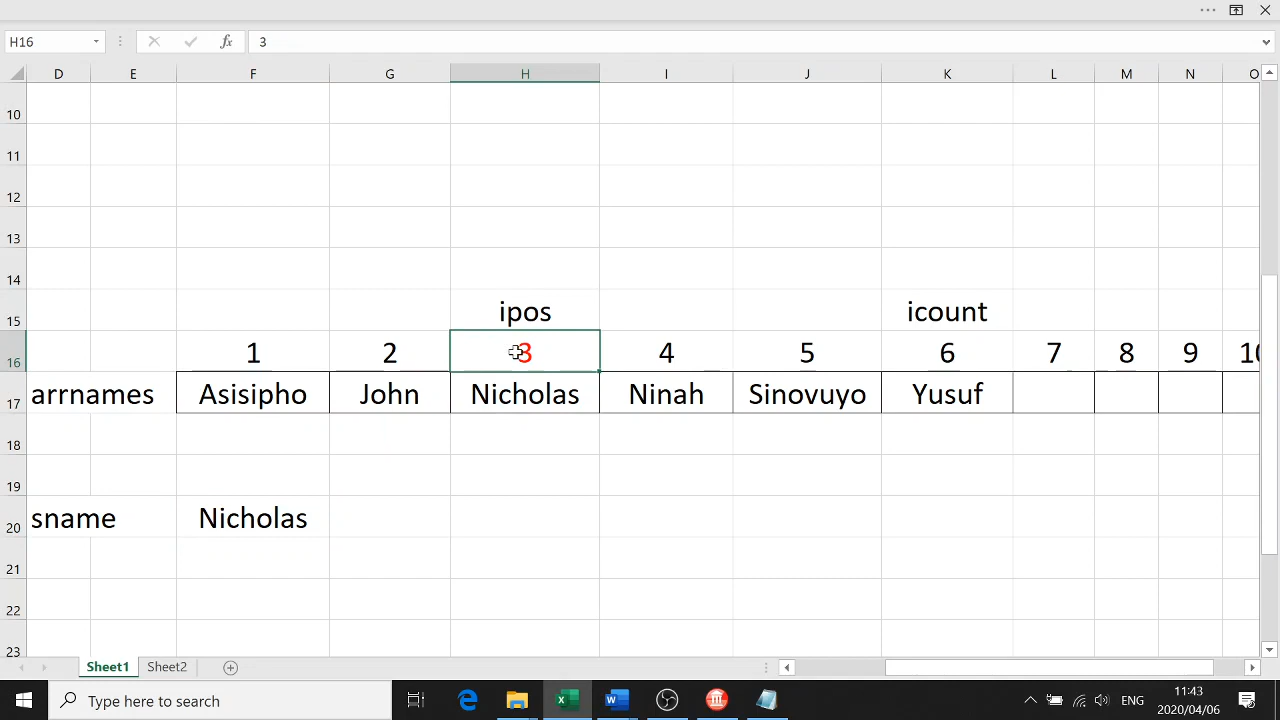 H16 fx 3
D E F G H I J K L M N O
10
11
12
13
14
15 ipos icount
16 1 2 3 4 5 6 7 8 9 10
17 arrnames Asisipho John Nicholas Ninah Sinovuyo Yusuf
18
19
20 sname Nicholas
21
22
23
Sheet1 Sheet2
Type here to search ENG 11:43
2020/04/06